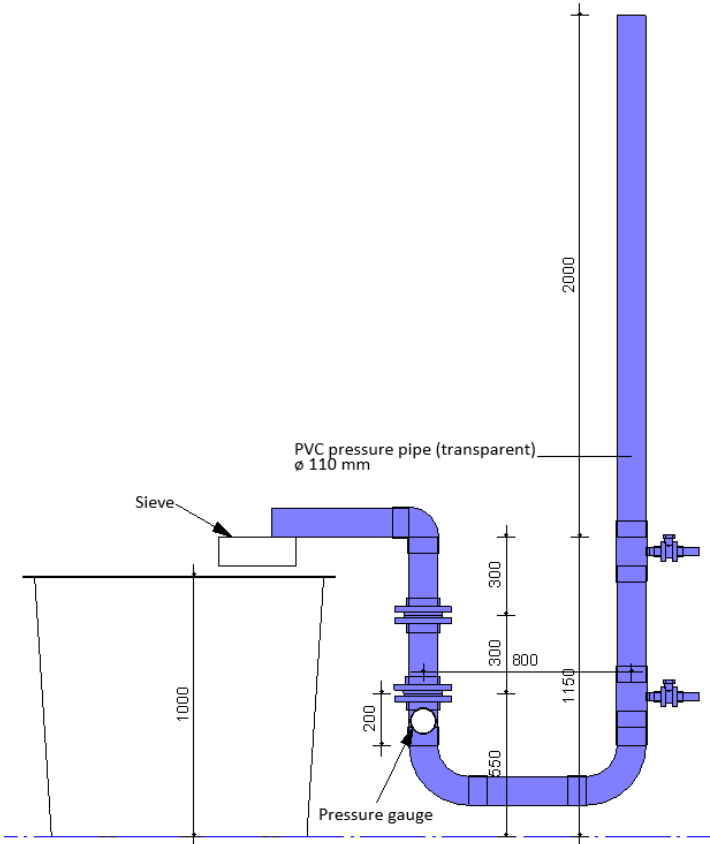 2000
PVC pressure pipe (transparent)
ø 110 mm
Sieve
300
300
800
1150
1000
200
550
Pressure gauge